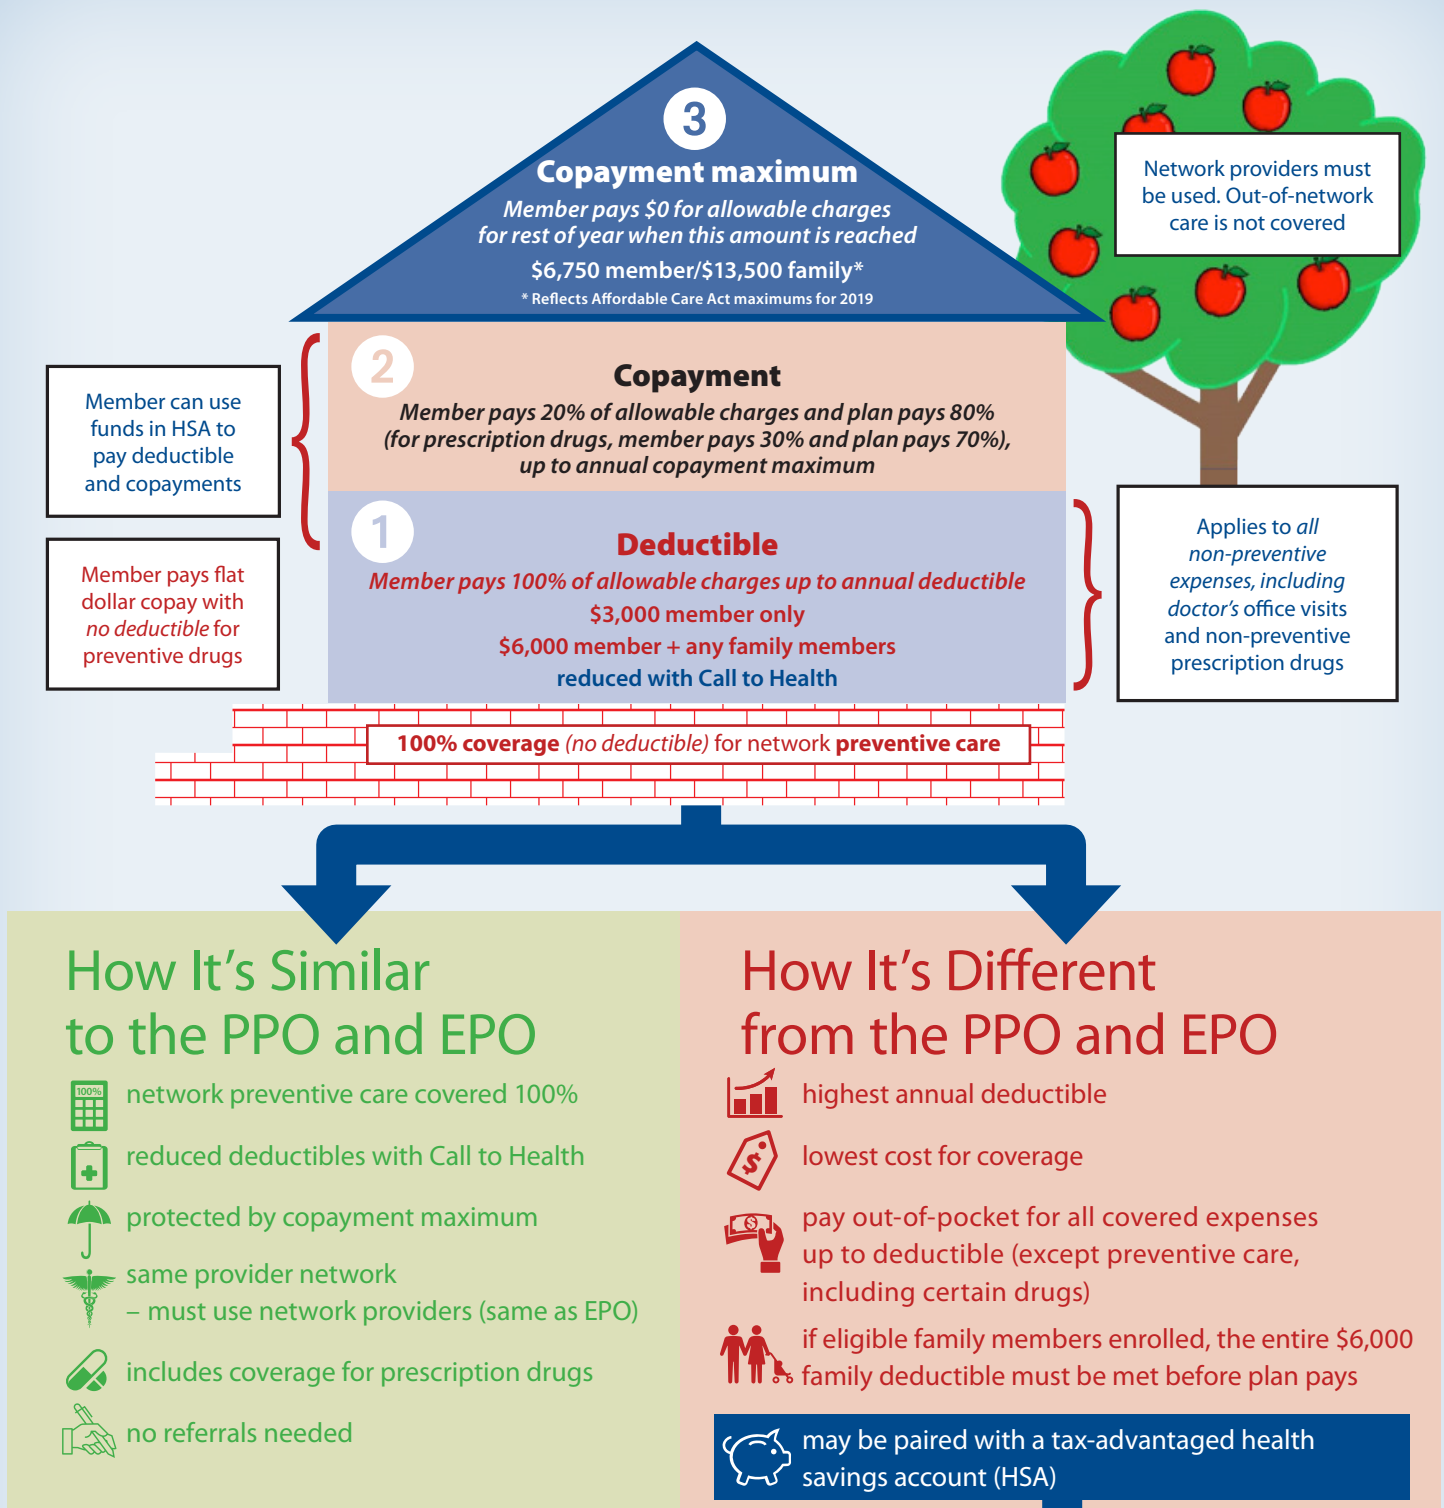 3
Copayment maximum
Member pays $0 for allowable charges
for rest of year when this amount is reached
$6,750 member/$13,500 family*
* Reflects Affordable Care Act maximums for 2019
Network providers must
be used. Out-of-network
care is not covered
2
Copayment
Member pays 20% of allowable charges and plan pays 80%
(for prescription drugs, member pays 30% and plan pays 70%),
up to annual copayment maximum
Member can use
funds in HSA to
pay deductible
and copayments
1
Deductible
Member pays 100% of allowable charges up to annual deductible
$3,000 member only
$6,000 member + any family members
reduced with Call to Health
Member pays flat
dollar copay with
no deductible for
preventive drugs
Applies to all
non-preventive
expenses, including
doctor's office visits
and non-preventive
prescription drugs
100% coverage (no deductible) for network preventive care
How It's Similar
to the PPO and EPO
100%
network preventive care covered 100%
reduced deductibles with Call to Health
protected by copayment maximum
same provider network
– must use network providers (same as EPO)
includes coverage for prescription drugs
no referrals needed
How It's Different
from the PPO and EPO
highest annual deductible
$
lowest cost for coverage
$
pay out-of-pocket for all covered expenses
up to deductible (except preventive care,
including certain drugs)
if eligible family members enrolled, the entire $6,000
family deductible must be met before plan pays
may be paired with a tax-advantaged health
savings account (HSA)